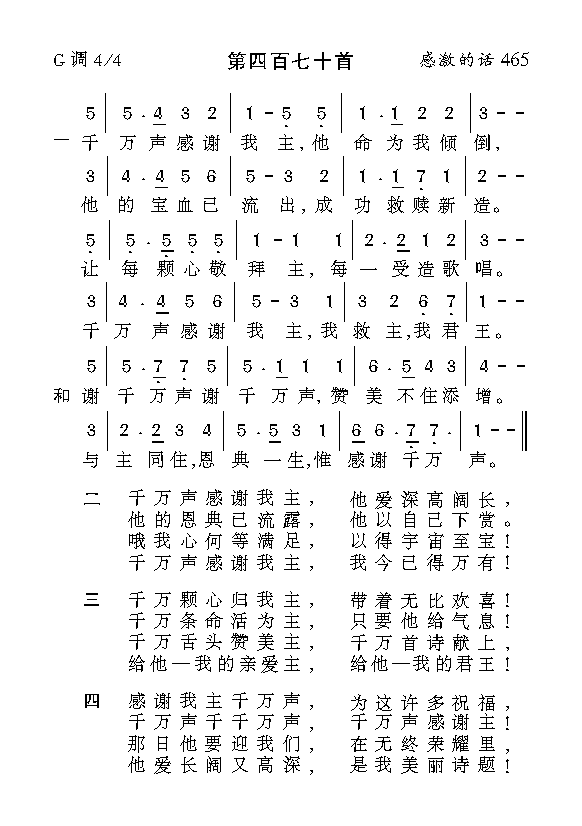 G 调 4/4 第四百七十首 感激的话 465
5 | 5 . 4 3 2 | 1 - 5 5 | 1 . 1 2 2 | 3 - -
一 千 万 声 感 谢 我 主, 他 命 为 我 倾 倒,
3 | 4 . 4 5 6 | 5 - 3 2 | 1 . 1 7 1 | 2 - -
他 的 宝 血 已 流 出, 成 功 救 赎 新 造。
5 | 5 . 5 5 5 | 1 - 1 1 | 2 . 2 1 2 | 3 - -
让 每 颗 心 敬 拜 主, 每 一 受 造 歌 唱。
3 | 4 . 4 5 6 | 5 - 3 1 | 3 2 6 7 | 1 - -
千 万 声 感 谢 我 主, 我 救 主, 我 君 王。
5 | 5 . 7 7 5 | 5 . 1 1 1 | 6 . 5 4 3 | 4 - -
和 谢 千 万 声 谢 千 万 声, 赞 美 不 住 添 增。
3 | 2 . 2 3 4 | 5 . 5 3 1 | 6 6 . 7 7 . | 1 - - ‖
与 主 同 住, 恩 典 一 生, 惟 感 谢 千 万 声。
二 千万声感谢我主, 他爱深高阔长,
他的恩典已流露, 他以自己下赏。
哦我心何等满足, 以得宇宙至宝!
千万声感谢我主, 我今已得万有!
三 千万颗心归我主, 带着无比欢喜!
千万条命活为主, 只要他给气息!
千万舌头赞美主, 千万首诗献上,
给他—我的亲爱主, 给他—我的君王!
四 感谢我主千万声, 为这许多祝福,
千万声千千万声, 千万声感谢主!
那日他要迎我们, 在无终荣耀里,
他爱长阔又高深, 是我美丽诗题!